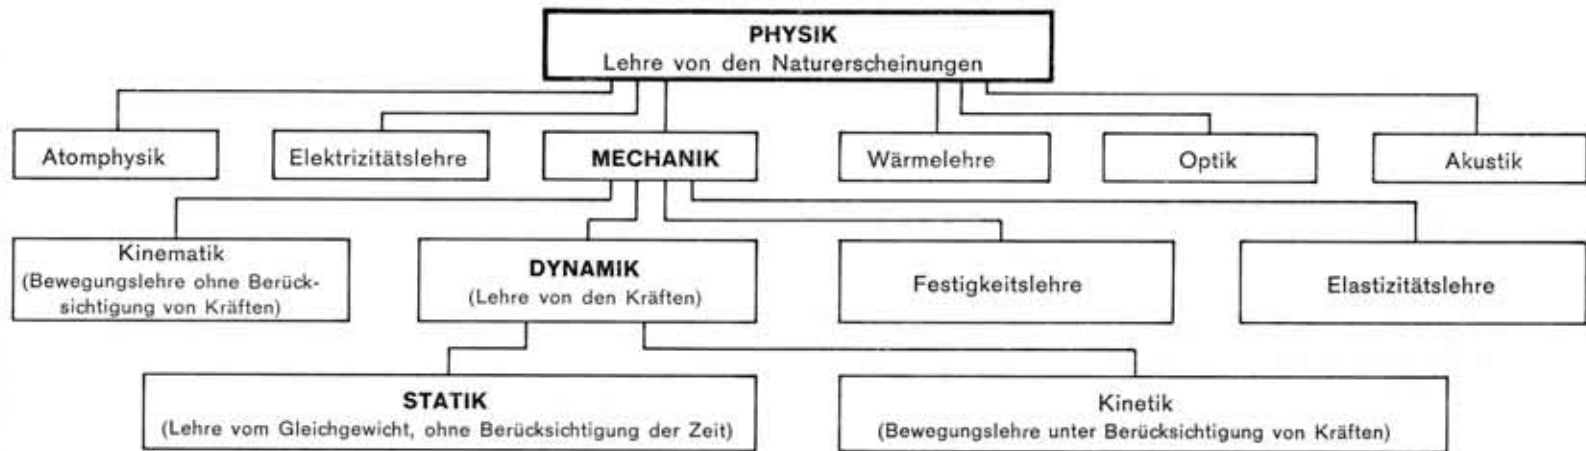 PHYSIK
Lehre von den Naturerscheinungen
Atomphysik
Elektrizitätslehre
MECHANIK
Wärmelehre
Optik
Akustik
Kinematik
(Bewegungslehre ohne Berück-
sichtigung von Kräften)
DYNAMIK
(Lehre von den Kräften)
Festigkeitslehre
Elastizitätslehre
STATIK
(Lehre vom Gleichgewicht, ohne Berücksichtigung der Zeit)
Kinetik
(Bewegungslehre unter Berücksichtigung von Kräften)